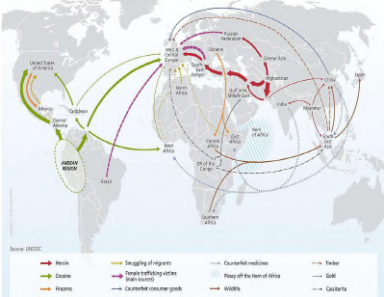 United States
of America
Mexico
Central
America
Caribbean
ANDEAN
REGION
Brazil
West &
Central
Europe
South
East
Europe
Ukraine
Russian
Federation
Central Asia
Afghanistan
Gulf area
Middle East
North
Africa
West
Africa
Central
Africa
East
Africa
Horn of
Africa
DR of the
Congo
Southern
Africa
India
Myanmar
China
Japan
South
East
Asia
Source: UNODC
Heroin
Cocaine
Firearms
Smuggling of migrants
Female trafficking victims
(main sources)
Counterfeit consumer goods
Counterfeit medicines
Piracy off the Horn of Africa
Wildlife
Timber
Gold
Cassiterite